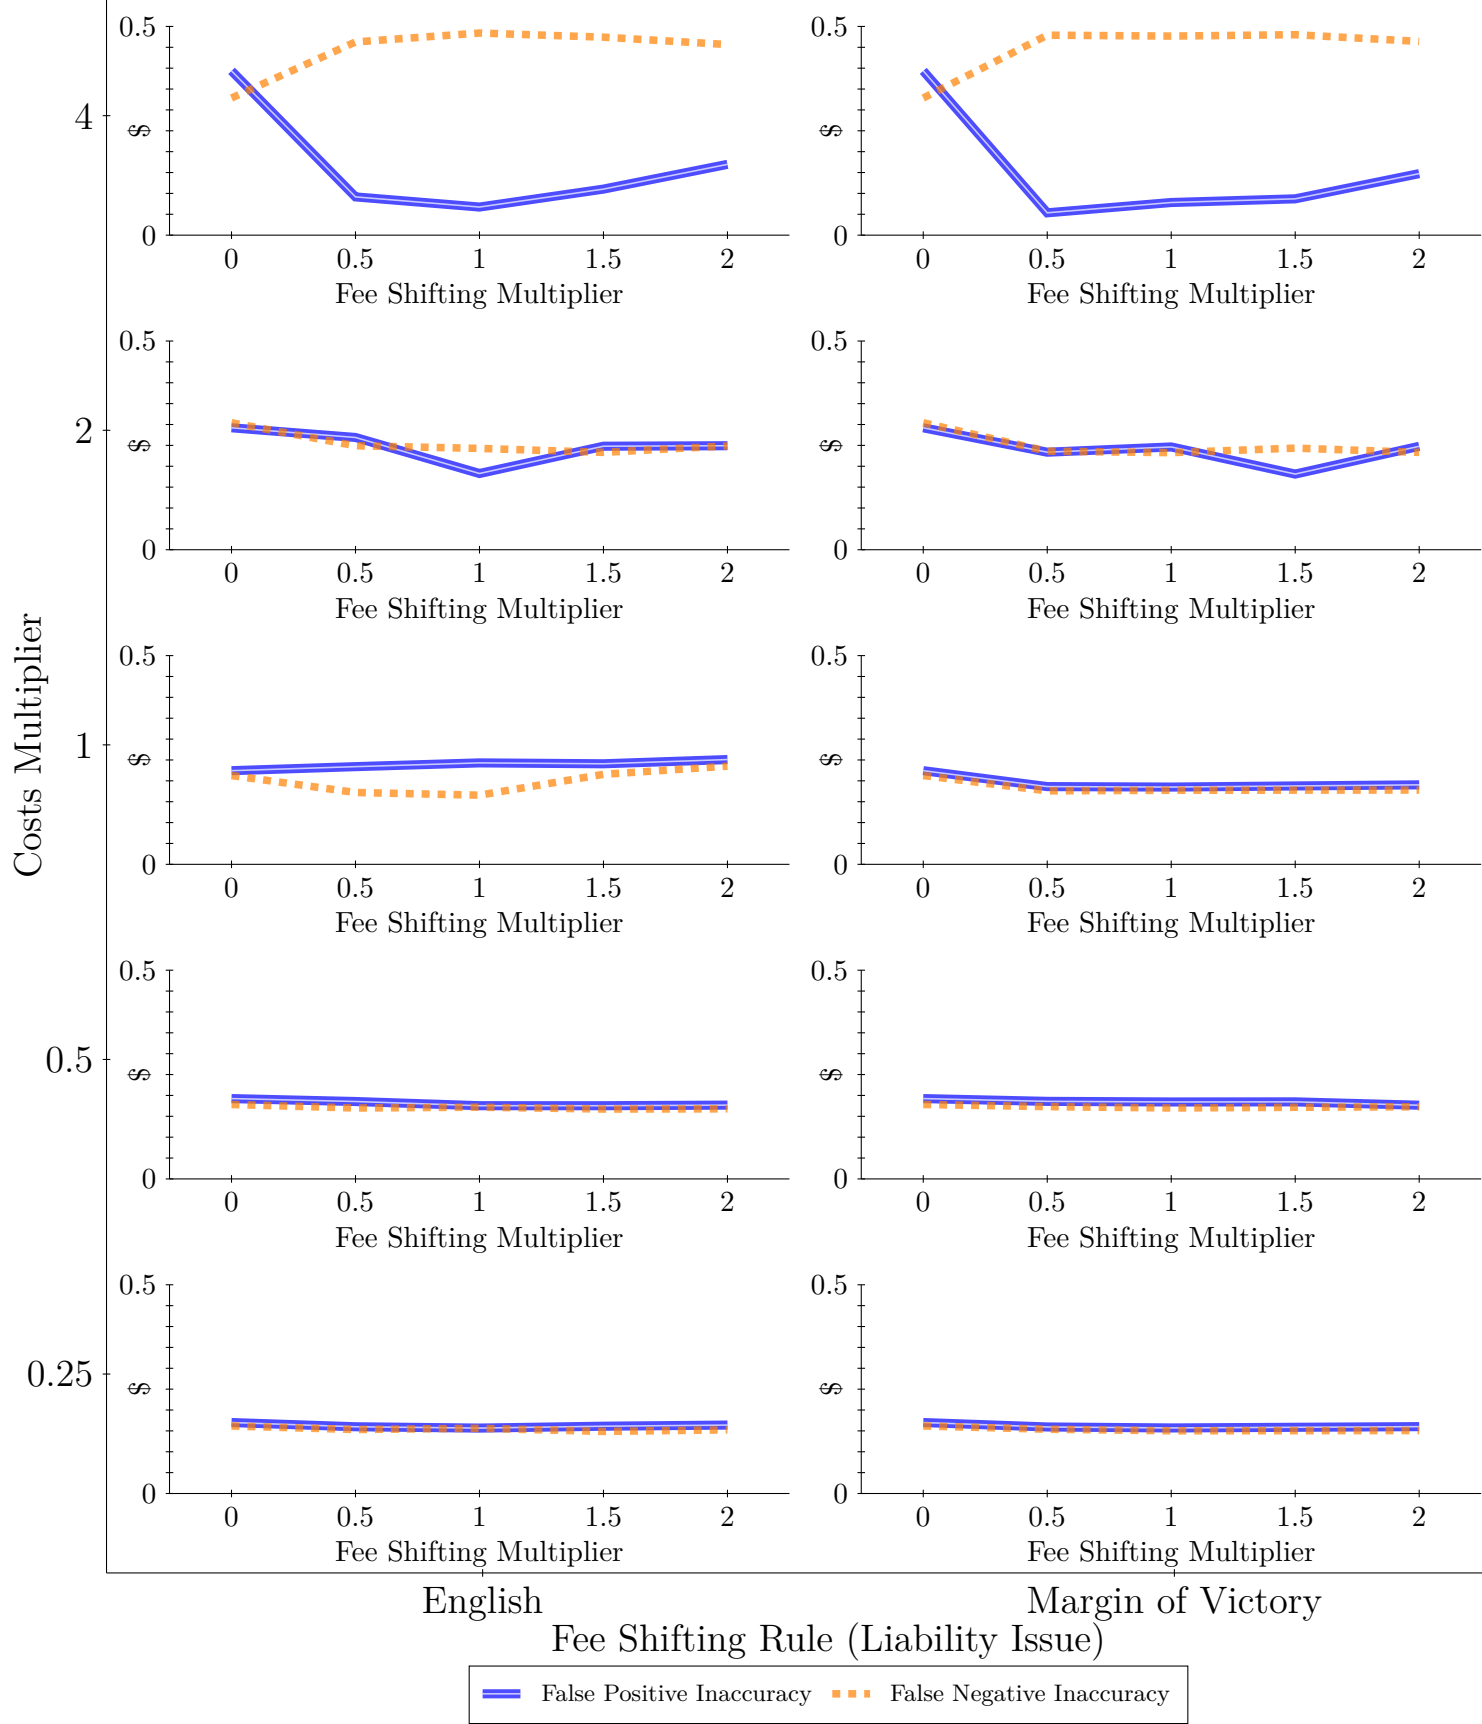 0.5
0.5
4
$
$
0
0
0 0.5 1 1.5 2
0 0.5 1 1.5 2
Fee Shifting Multiplier
Fee Shifting Multiplier
0.5
0.5
2
$
$
0
0
0 0.5 1 1.5 2
0 0.5 1 1.5 2
Fee Shifting Multiplier
Fee Shifting Multiplier
Costs Multiplier
0.5
0.5
1
$
$
0
0
0 0.5 1 1.5 2
0 0.5 1 1.5 2
Fee Shifting Multiplier
Fee Shifting Multiplier
0.5
0.5
0.5
$
$
0
0
0 0.5 1 1.5 2
0 0.5 1 1.5 2
Fee Shifting Multiplier
Fee Shifting Multiplier
0.5
0.5
0.25
$
$
0
0
0 0.5 1 1.5 2
0 0.5 1 1.5 2
Fee Shifting Multiplier
Fee Shifting Multiplier
English
Margin of Victory
Fee Shifting Rule (Liability Issue)
False Positive Inaccuracy
False Negative Inaccuracy